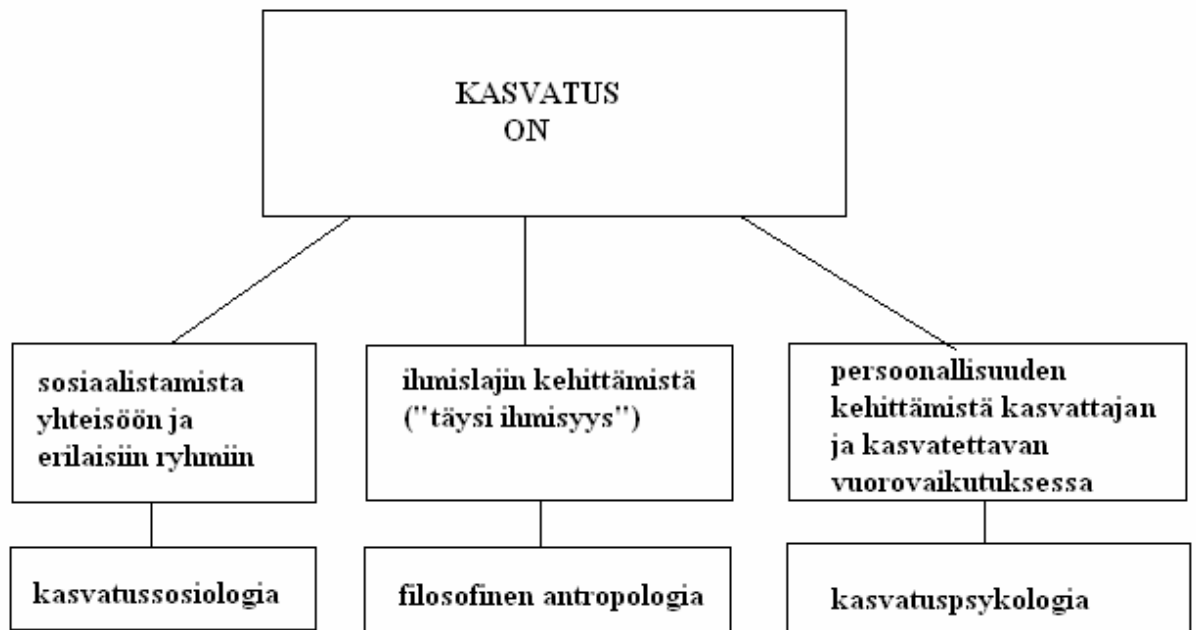 KASVATUS
ON
sosiaalistamista
yhteisöön ja
erilaisiin ryhmiin
ihmislajin kehittämistä
("täysi ihmisyys")
persoonallisuuden
kehittämistä kasvattajan
ja kasvatettavan
vuorovaikutuksessa
kasvatussosiologia
filosofinen antropologia
kasvatuspsykologia